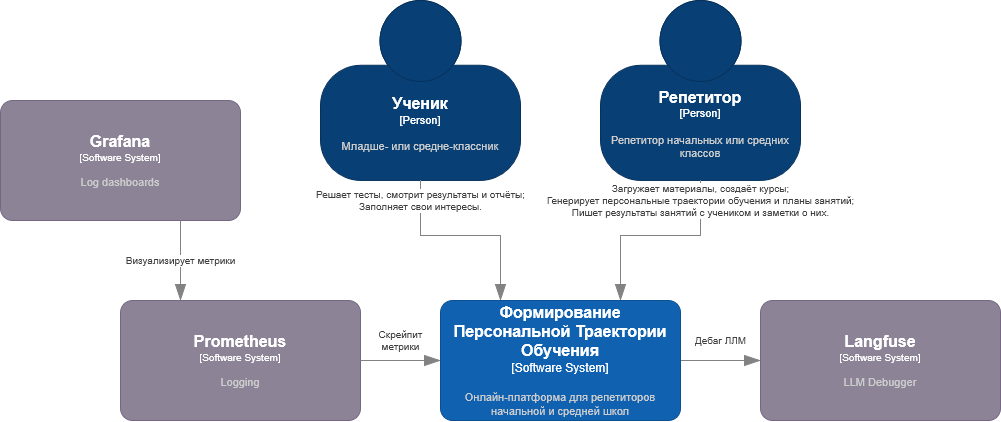 Ученик
[Person]
Младше- или средне-классник
Репетитор
[Person]
Репетитор начальных или средних
классов
Grafana
[Software System]
Log dashboards
Решает тесты, смотрит результаты и отчёты;
Заполняет свои интересы.
Загружает материалы, создаёт курсы;
Генерирует персональные траектории обучения и планы занятий;
Пишет результаты занятий с учеником и заметки о них.
Визуализирует метрики
Prometheus
[Software System]
Logging
Скрейпит
метрики
Формирование
Персональной Траектории
Обучения
[Software System]
Онлайн-платформа для репетиторов
начальной и средней школ
Дебаг ЛЛМ
Langfuse
[Software System]
LLM Debugger